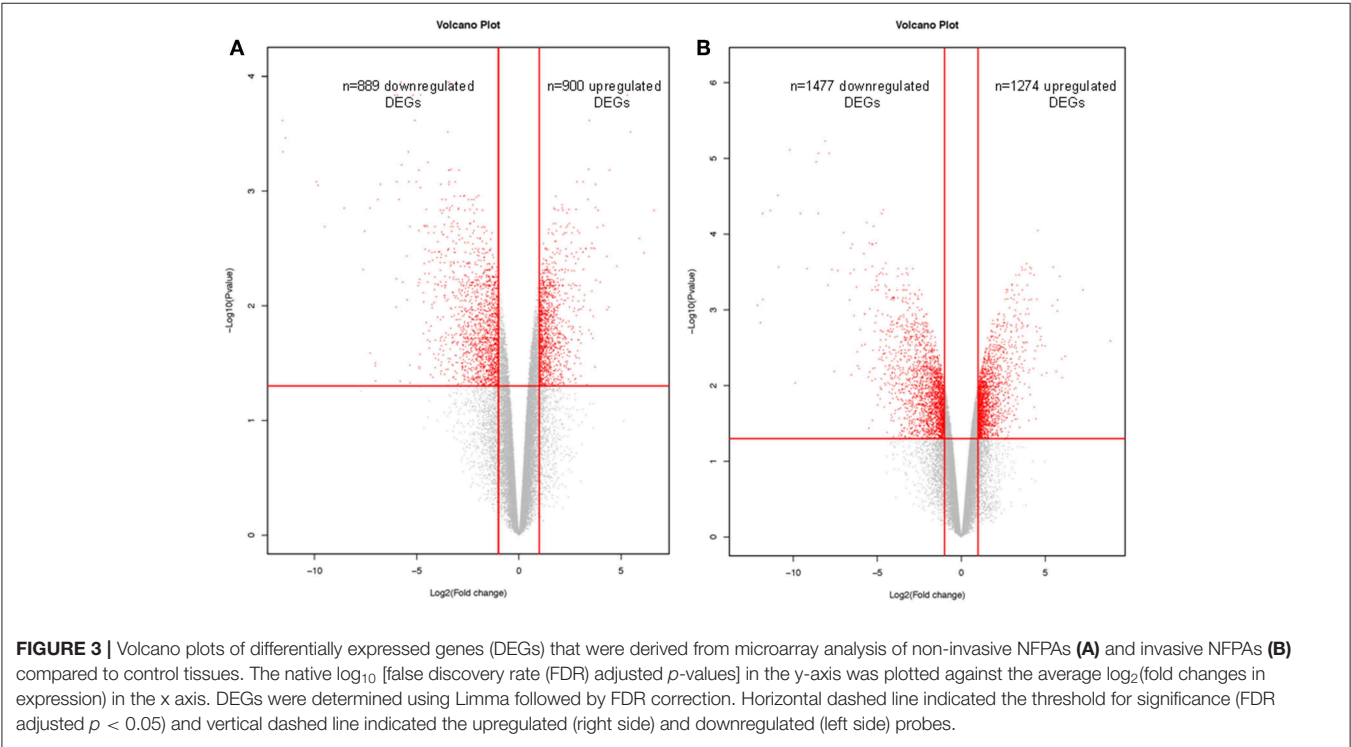 A
Volcano Plot
n=889 downregulated
DEGs
n=900 upregulated
DEGs
4
3
2
1
0
−Log10(Pvalue)
−10
−5
0
5
Log2(Fold change)
B
Volcano Plot
n=1477 downregulated
DEGs
n=1274 upregulated
DEGs
6
5
4
3
2
1
0
−Log10(Pvalue)
−10
−5
0
5
Log2(Fold change)
FIGURE 3 | Volcano plots of differentially expressed genes (DEGs) that were derived from microarray analysis of non-invasive NFPAs (A) and invasive NFPAs (B)
compared to control tissues. The native log10 [false discovery rate (FDR) adjusted p-values] in the y-axis was plotted against the average log2(fold changes in
expression) in the x axis. DEGs were determined using Limma followed by FDR correction. Horizontal dashed line indicated the threshold for significance (FDR
adjusted p < 0.05) and vertical dashed line indicated the upregulated (right side) and downregulated (left side) probes.